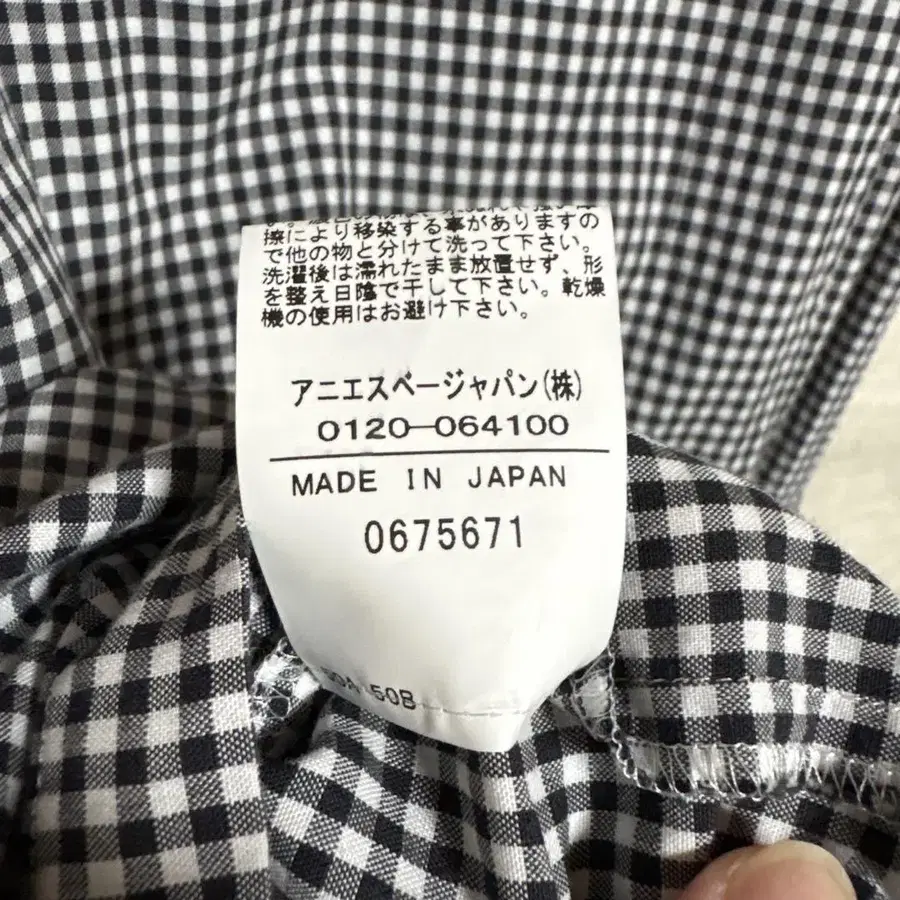 擦により移染する事がありますの
で他の物と分けて洗って下さい。
洗濯後は濡れたまま放置せず、形
を整え日陰で干して下さい。乾燥
機の使用はお避け下さい。
アニエスベージャパン(株)
0120-064100
MADE IN JAPAN
0675671
50B